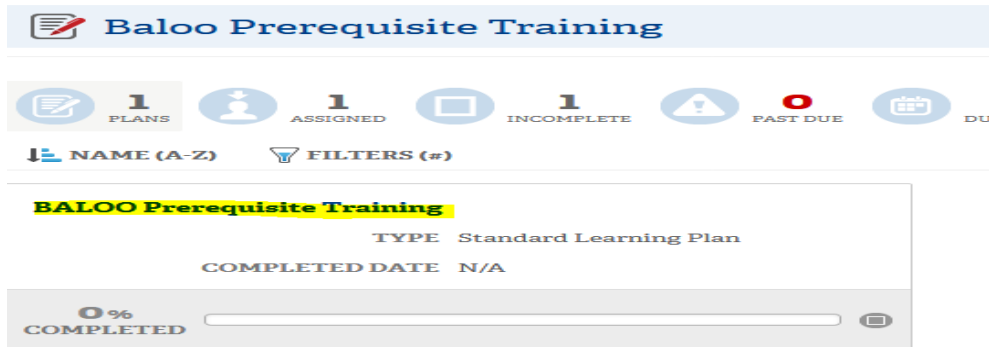 Baloo Prerequisite Training
1 1 1 0
PLANS ASSIGNED INCOMPLETE PAST DUE DU
NAME (A-Z) FILTERS (#)
BALOO Prerequisite Training
TYPE Standard Learning Plan
COMPLETED DATE N/A
0%
COMPLETED